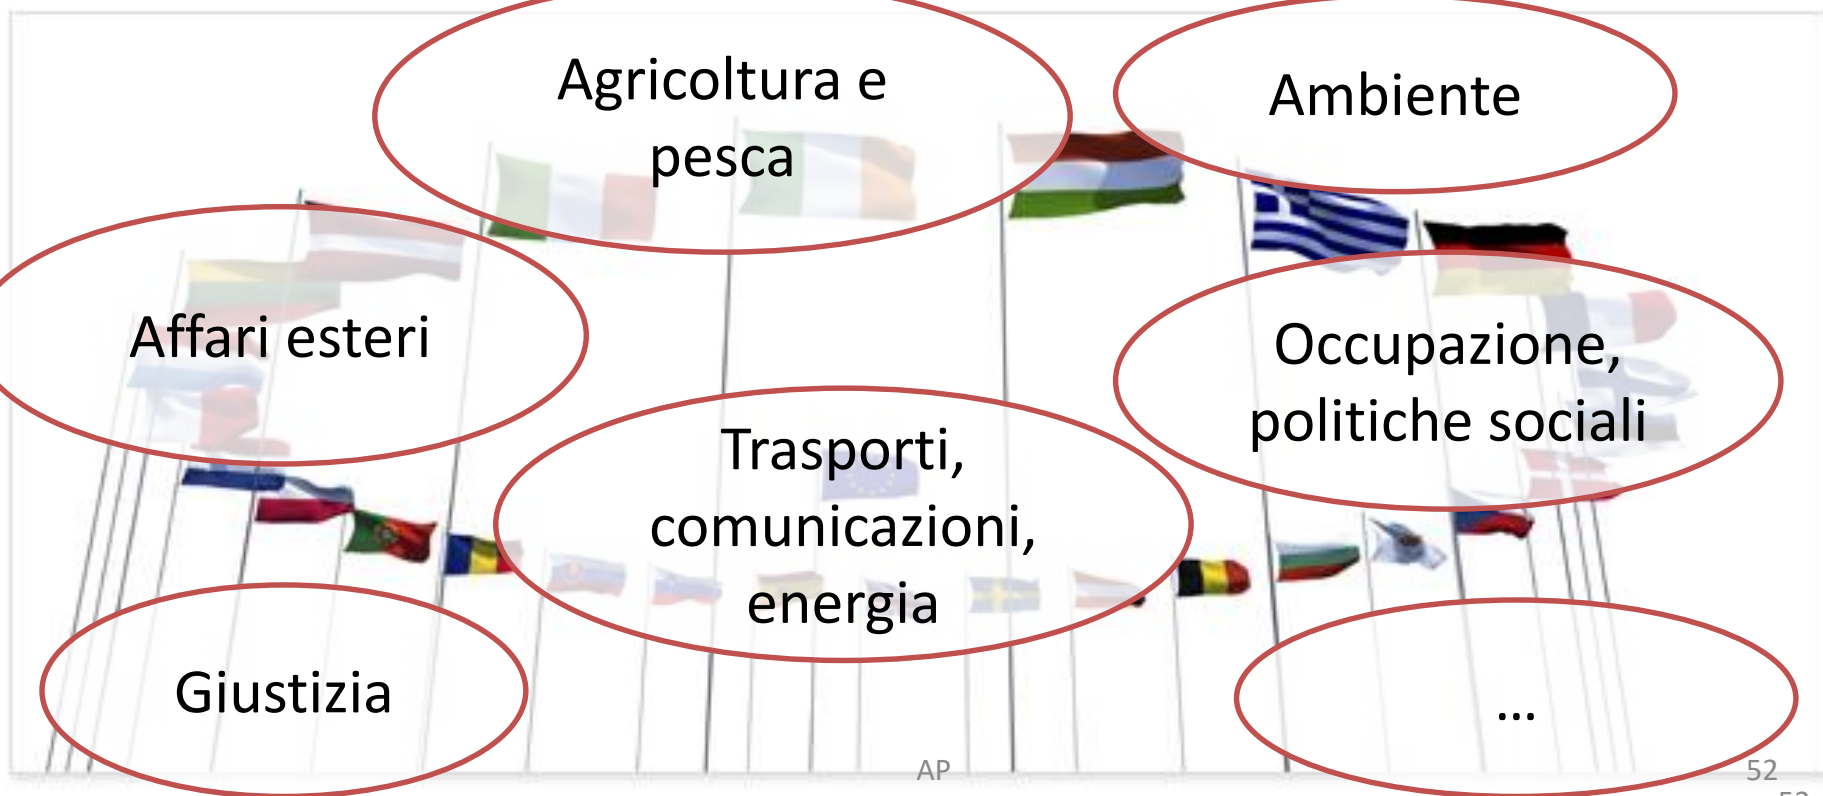 Agricoltura e
pesca
Ambiente
Affari esteri
Occupazione,
politiche sociali
Trasporti,
comunicazioni,
energia
Giustizia
...
AP
52